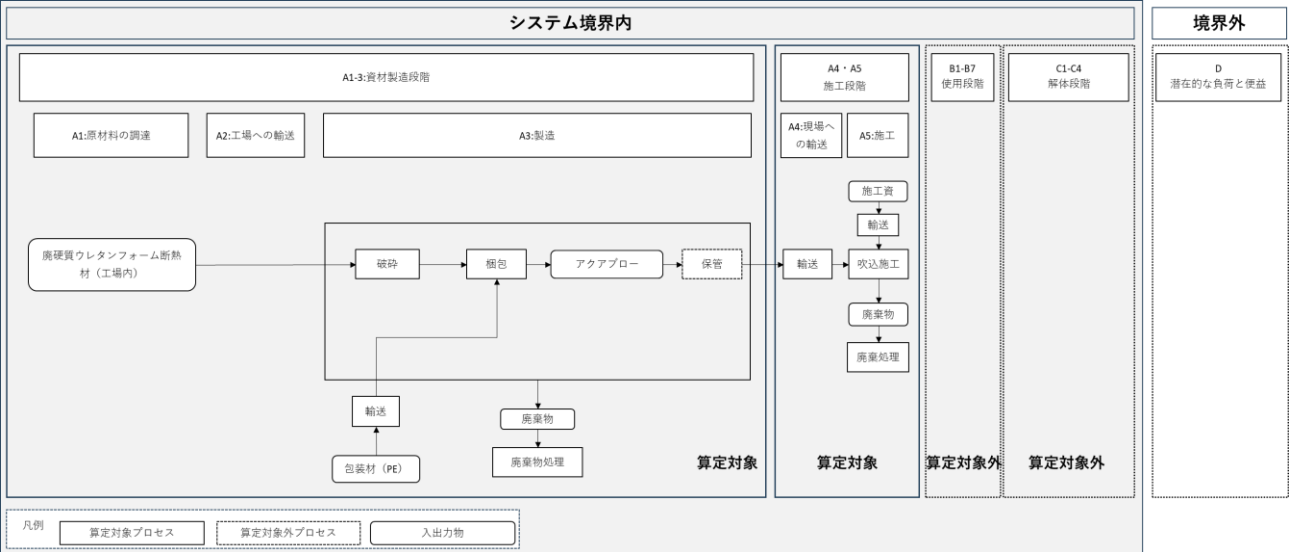 システム境界内
境界外
A1-3:資材製造段階
A4・A5
施工段階
B1-B7
使用段階
C1-C4
解体段階
D
潜在的な負荷と便益
A1:原材料の調達
A2:工場への輸送
A3:製造
A4:現場へ
の輸送
A5:施工
施工資
輸送
廃硬質ウレタンフォーム断熱
材（工場内）
破砕
梱包
アクアブロー
保管
輸送
吹込施工
廃棄物
廃棄処理
輸送
廃棄物
包装材（PE）
廃棄物処理
算定対象
算定対象
算定対象外
算定対象外
凡例
算定対象プロセス
算定対象外プロセス
入出力物